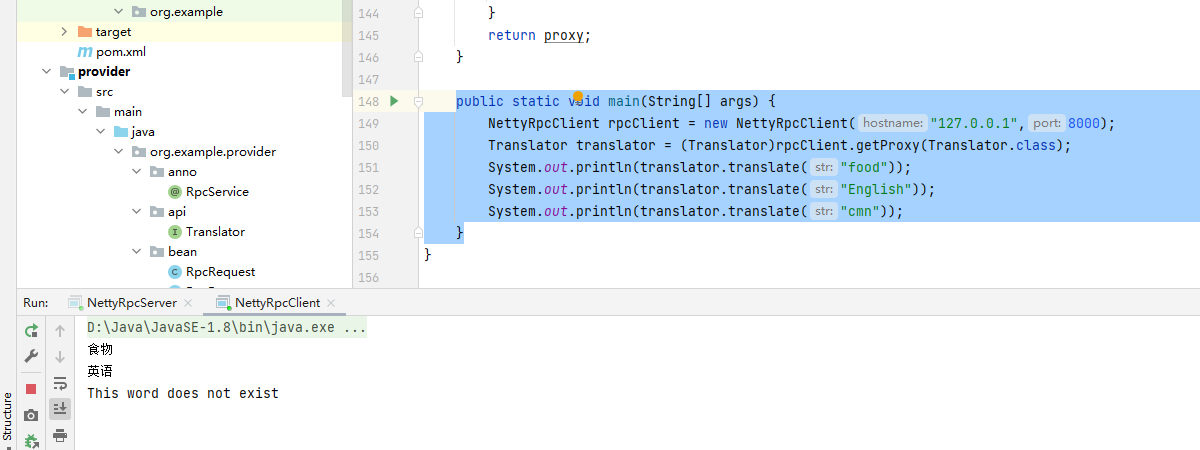 org.example
target
pom.xml
provider
src
main
java
org.example.provider
anno
RpcService
api
Translator
bean
RpcRequest
144 }
145 return proxy;
146 }
147
148 public static void main(String[] args) {
149 NettyRpcClient rpcClient = new NettyRpcClient( hostname: "127.0.0.1", port: 8000);
150 Translator translator = (Translator)rpcClient.getProxy(Translator.class);
151 System.out.println(translator.translate( str: "food"));
152 System.out.println(translator.translate( str: "English"));
153 System.out.println(translator.translate( str: "cmn"));
154 }
155 }
156
Run: NettyRpcServer NettyRpcClient
D:\Java\JavaSE-1.8\bin\java.exe ...
食物
英语
This word does not exist
Structure